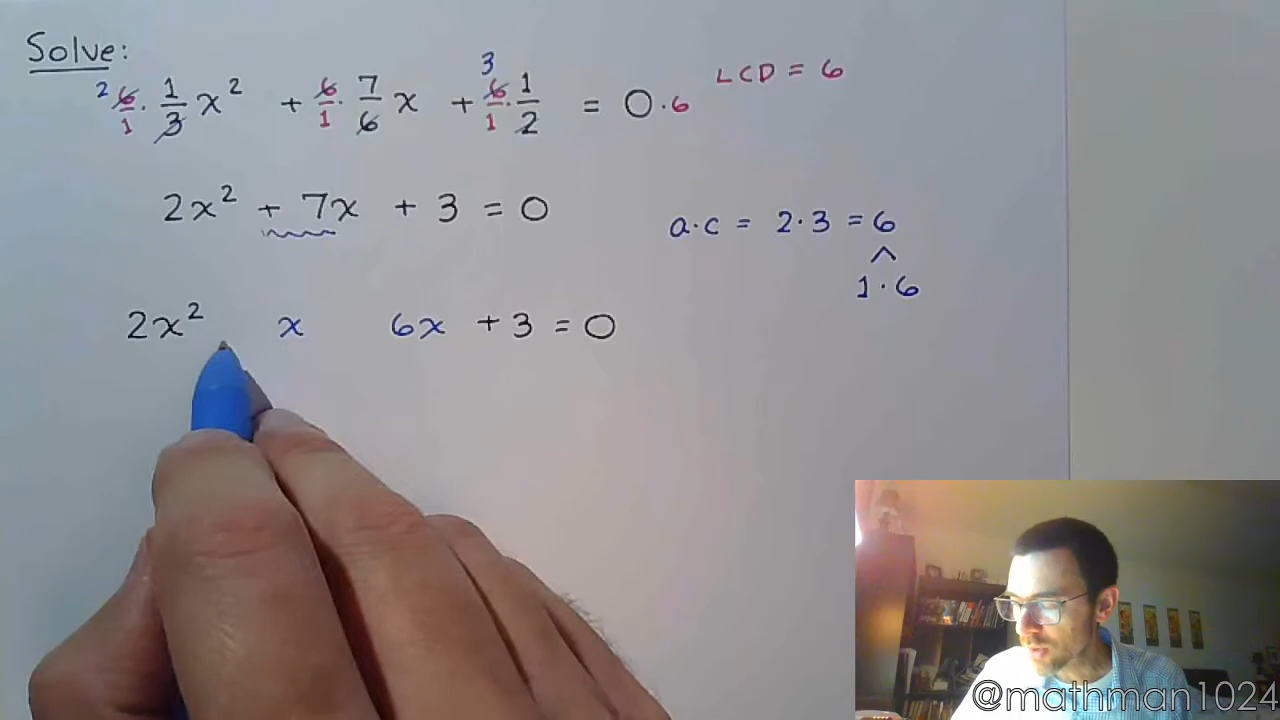 Solve:
2 6/1 · 1/3 x² + 6/1 · 7/6 x + 3 6/1 · 1/2 = 0 · 6 LCD = 6
2x² + 7x + 3 = 0
a·c = 2·3 = 6
1·6
2x² x 6x + 3 = 0
@mathman1024